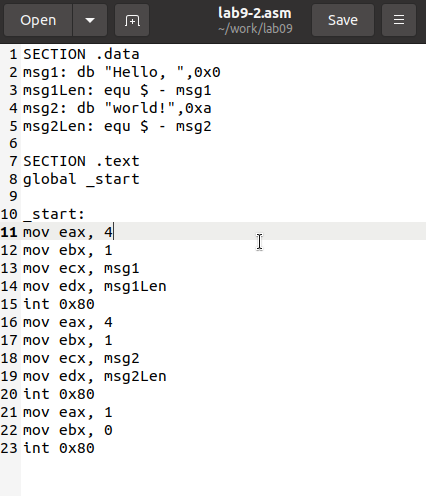 Open
lab9-2.asm
~/work/lab09
Save
1 SECTION .data
2 msg1: db "Hello, ",0x0
3 msg1Len: equ $ - msg1
4 msg2: db "world!",0xa
5 msg2Len: equ $ - msg2
6
7 SECTION .text
8 global _start
9
10 _start:
11 mov eax, 4
12 mov ebx, 1
13 mov ecx, msg1
14 mov edx, msg1Len
15 int 0x80
16 mov eax, 4
17 mov ebx, 1
18 mov ecx, msg2
19 mov edx, msg2Len
20 int 0x80
21 mov eax, 1
22 mov ebx, 0
23 int 0x80